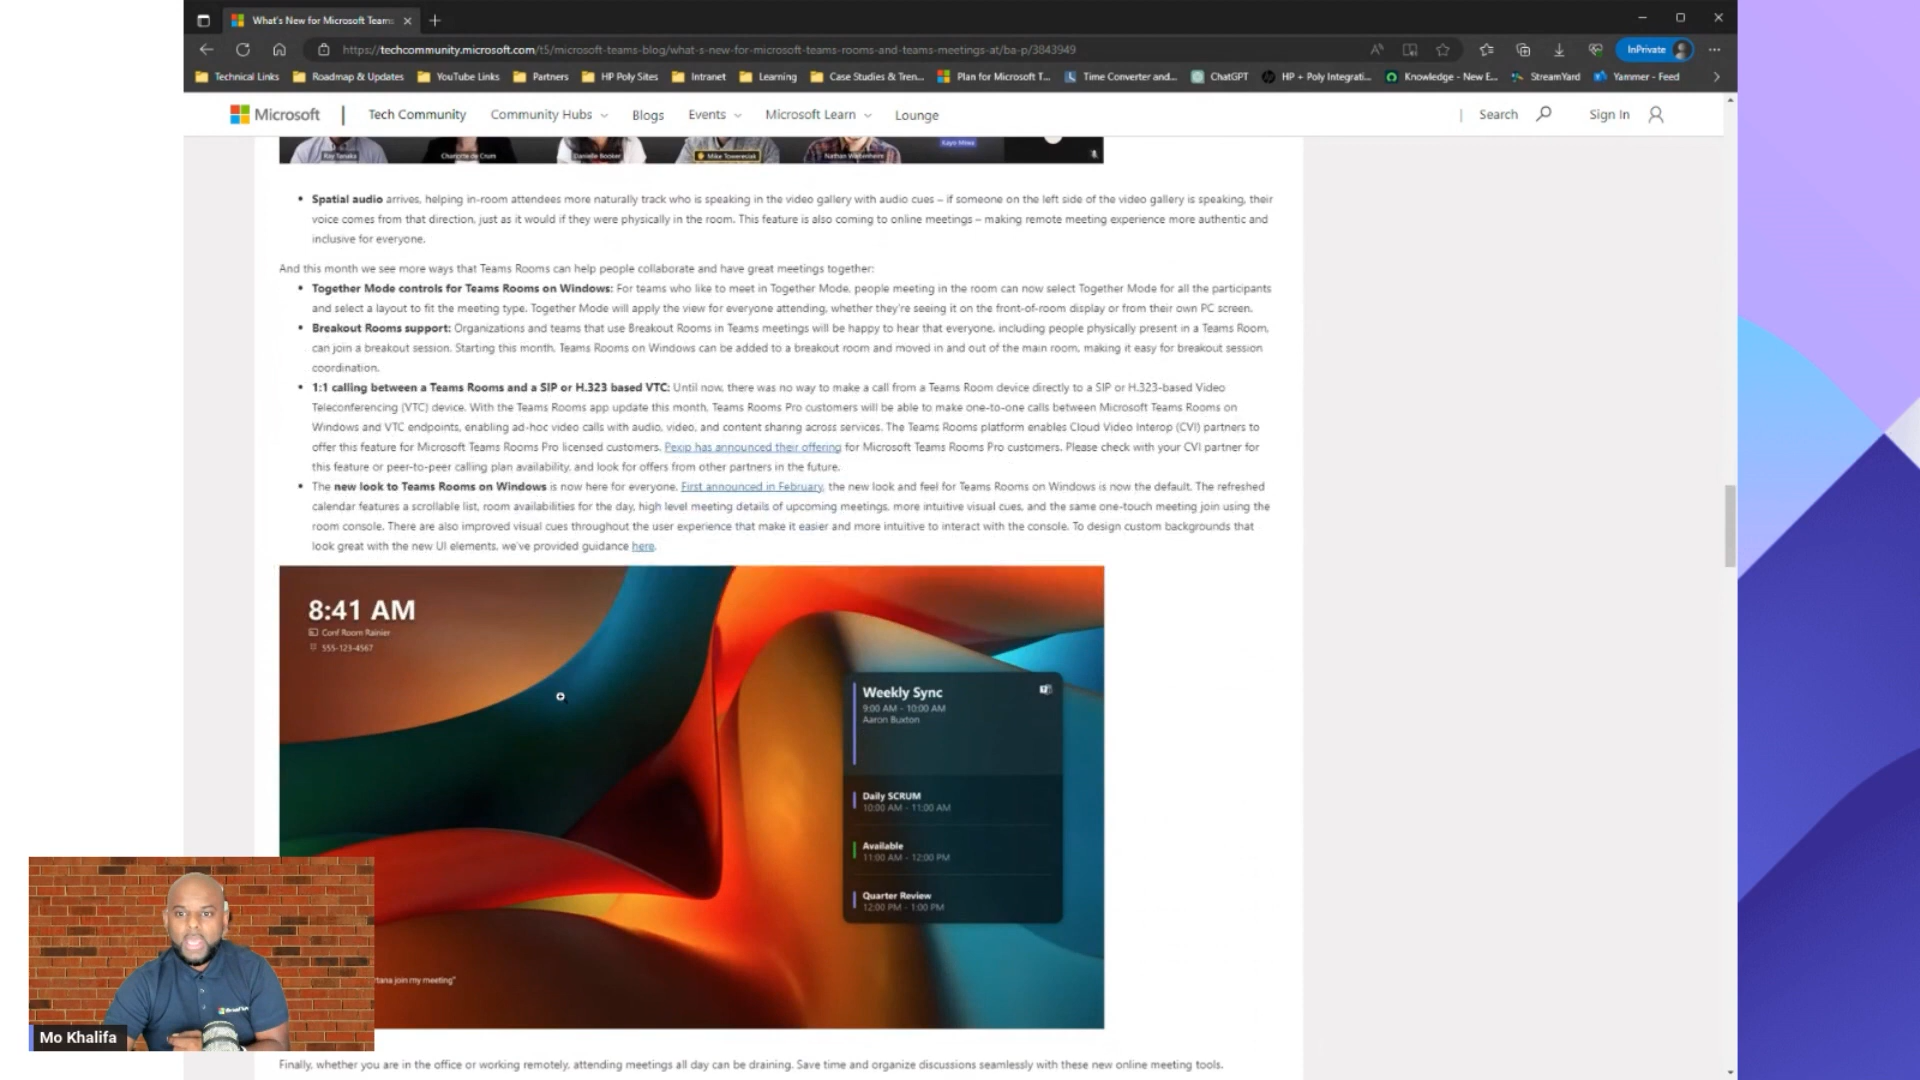 What's New for Microsoft Teams
https://techcommunity.microsoft.com/t5/microsoft-teams-blog/what-s-new-for-microsoft-teams-rooms-and-teams-meetings-at/ba-p/3843949
InPrivate
Technical Links Roadmap & Updates YouTube Links Partners HP Poly Sites Intranet Learning Case Studies & Tren... Plan for Microsoft T... Time Converter and... ChatGPT HP + Poly Integrati... Knowledge - New E... StreamYard Yammer - Feed
Microsoft | Tech Community Community Hubs Blogs Events Microsoft Learn Lounge | Search Sign In
Ray Tanaka Charlotte de Crum Danielle Booker Mike Kayo Miwa
• Spatial audio arrives, helping in-room attendees more naturally track who is speaking in the video gallery with audio cues – if someone on the left side of the video gallery is speaking, their
voice comes from that direction, just as it would if they were physically in the room. This feature is also coming to online meetings – making remote meeting experience more authentic and
inclusive for everyone.
And this month we see more ways that Teams Rooms can help people collaborate and have great meetings together:
• Together Mode controls for Teams Rooms on Windows: For teams who like to meet in Together Mode, people meeting in the room can now select Together Mode for all the participants
and select a layout to fit the meeting type. Together Mode will apply the view for everyone attending, whether they're seeing it on the front-of-room display or from their own PC screen.
• Breakout Rooms support: Organizations and teams that use Breakout Rooms in Teams meetings will be happy to hear that everyone, including people physically present in a Teams Room,
can join a breakout session. Starting this month, Teams Rooms on Windows can be added to a breakout room and moved in and out of the main room, making it easy for breakout session
coordination.
• 1:1 calling between a Teams Rooms and a SIP or H.323 based VTC: Until now, there was no way to make a call from a Teams Room device directly to a SIP or H.323-based Video
Teleconferencing (VTC) device. With the Teams Rooms app update this month, Teams Rooms Pro customers will be able to make one-to-one calls between Microsoft Teams Rooms on
Windows and VTC endpoints, enabling ad-hoc video calls with audio, video, and content sharing across services. The Teams Rooms platform enables Cloud Video Interop (CVI) partners to
offer this feature for Microsoft Teams Rooms Pro licensed customers. Pexip has announced their offering for Microsoft Teams Rooms Pro customers. Please check with your CVI partner for
this feature or peer-to-peer calling plan availability, and look for offers from other partners in the future.
• The new look to Teams Rooms on Windows is now here for everyone. First announced in February, the new look and feel for Teams Rooms on Windows is now the default. The refreshed
calendar features a scrollable list, room availabilities for the day, high level meeting details of upcoming meetings, more intuitive visual cues, and the same one-touch meeting join using the
room console. There are also improved visual cues throughout the user experience that make it easier and more intuitive to interact with the console. To design custom backgrounds that
look great with the new UI elements, we've provided guidance here.
8:41 AM
Conf Room Rainier
555-123-4567
Weekly Sync
9:00 AM - 10:00 AM
Aaron Buxton
Daily SCRUM
10:00 AM - 11:00 AM
Available
11:00 AM - 12:00 PM
Quarter Review
12:00 PM - 1:00 PM
tana join my meeting"
Mo Khalifa
Finally, whether you are in the office or working remotely, attending meetings all day can be draining. Save time and organize discussions seamlessly with these new online meeting tools.